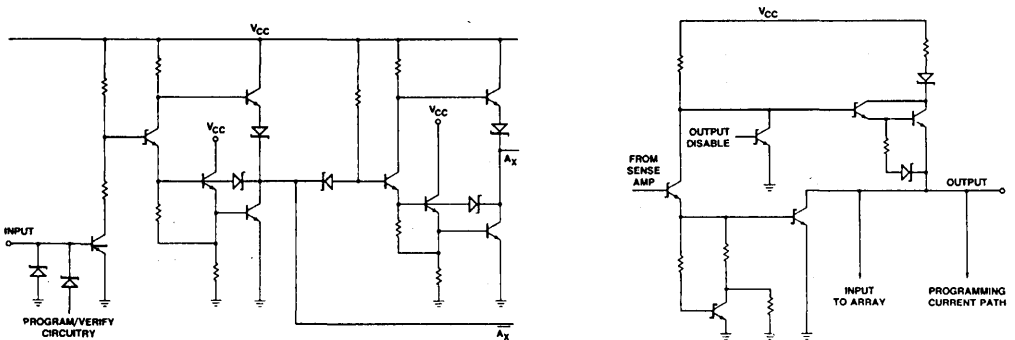 VCC
VCC
VCC
INPUT
PROGRAM/VERIFY
CIRCUITRY
AX
AX
VCC
OUTPUT
DISABLE
FROM
SENSE
AMP
OUTPUT
INPUT
TO ARRAY
PROGRAMMING
CURRENT PATH